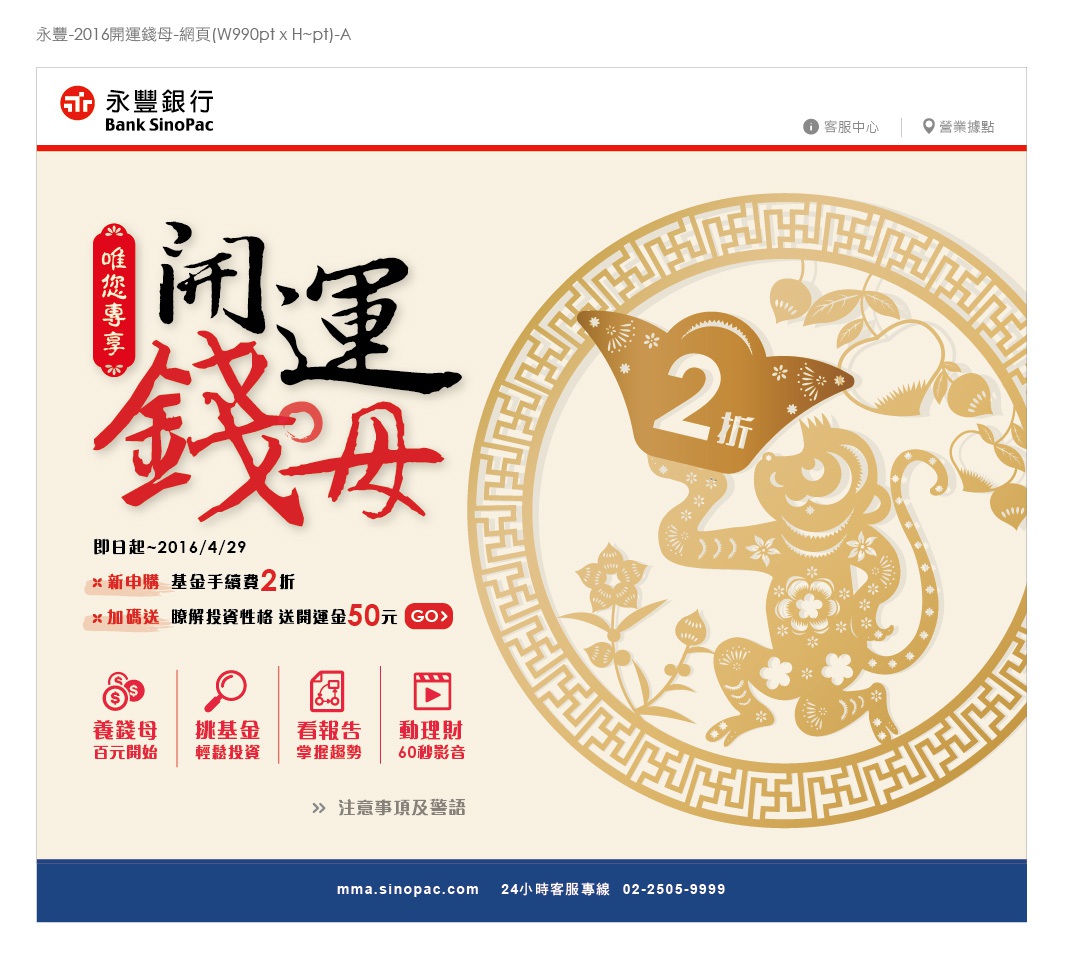 永豐-2016開運錢母-網頁(W990pt x H~pt)-A
永豐銀行
Bank SinoPac
客服中心
營業據點
唯您專享
開運
錢母
2折
即日起~2016/4/29
新申購 基金手續費2折
加碼送 瞭解投資性格 送開運金50元 GO>
養錢母
百元開始
挑基金
輕鬆投資
看報告
掌握趨勢
動理財
60秒影音
>> 注意事項及警語
mma.sinopac.com 24小時客服專線 02-2505-9999